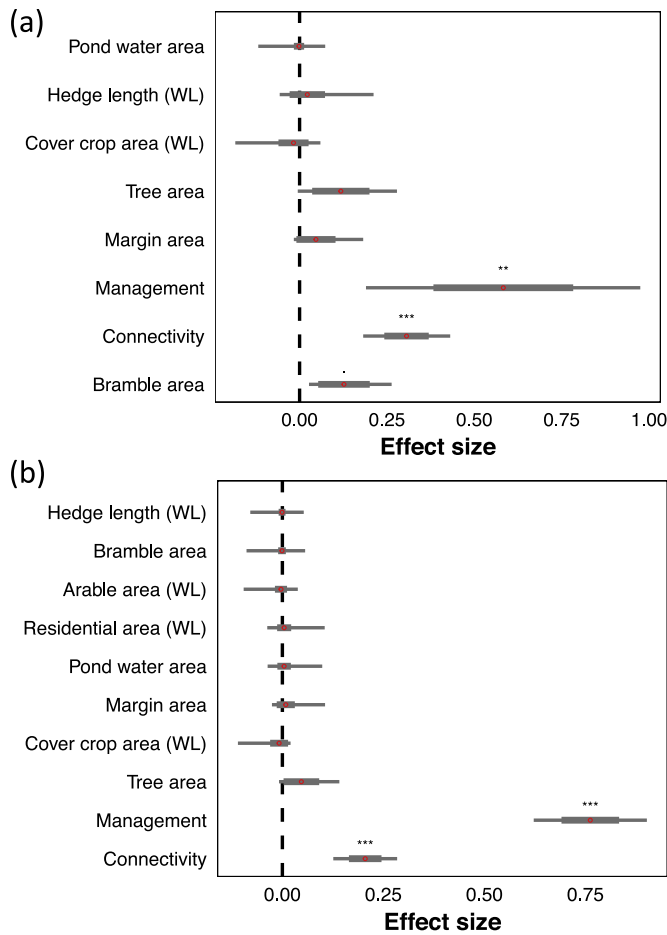 (a)
Pond water area
Hedge length (WL)
Cover crop area (WL)
Tree area
Margin area
Management
**
Connectivity
***
Bramble area
.
0.00 0.25 0.50 0.75 1.00
Effect size
(b)
Hedge length (WL)
Bramble area
Arable area (WL)
Residential area (WL)
Pond water area
Margin area
Cover crop area (WL)
Tree area
Management
***
Connectivity
***
0.00 0.25 0.50 0.75
Effect size